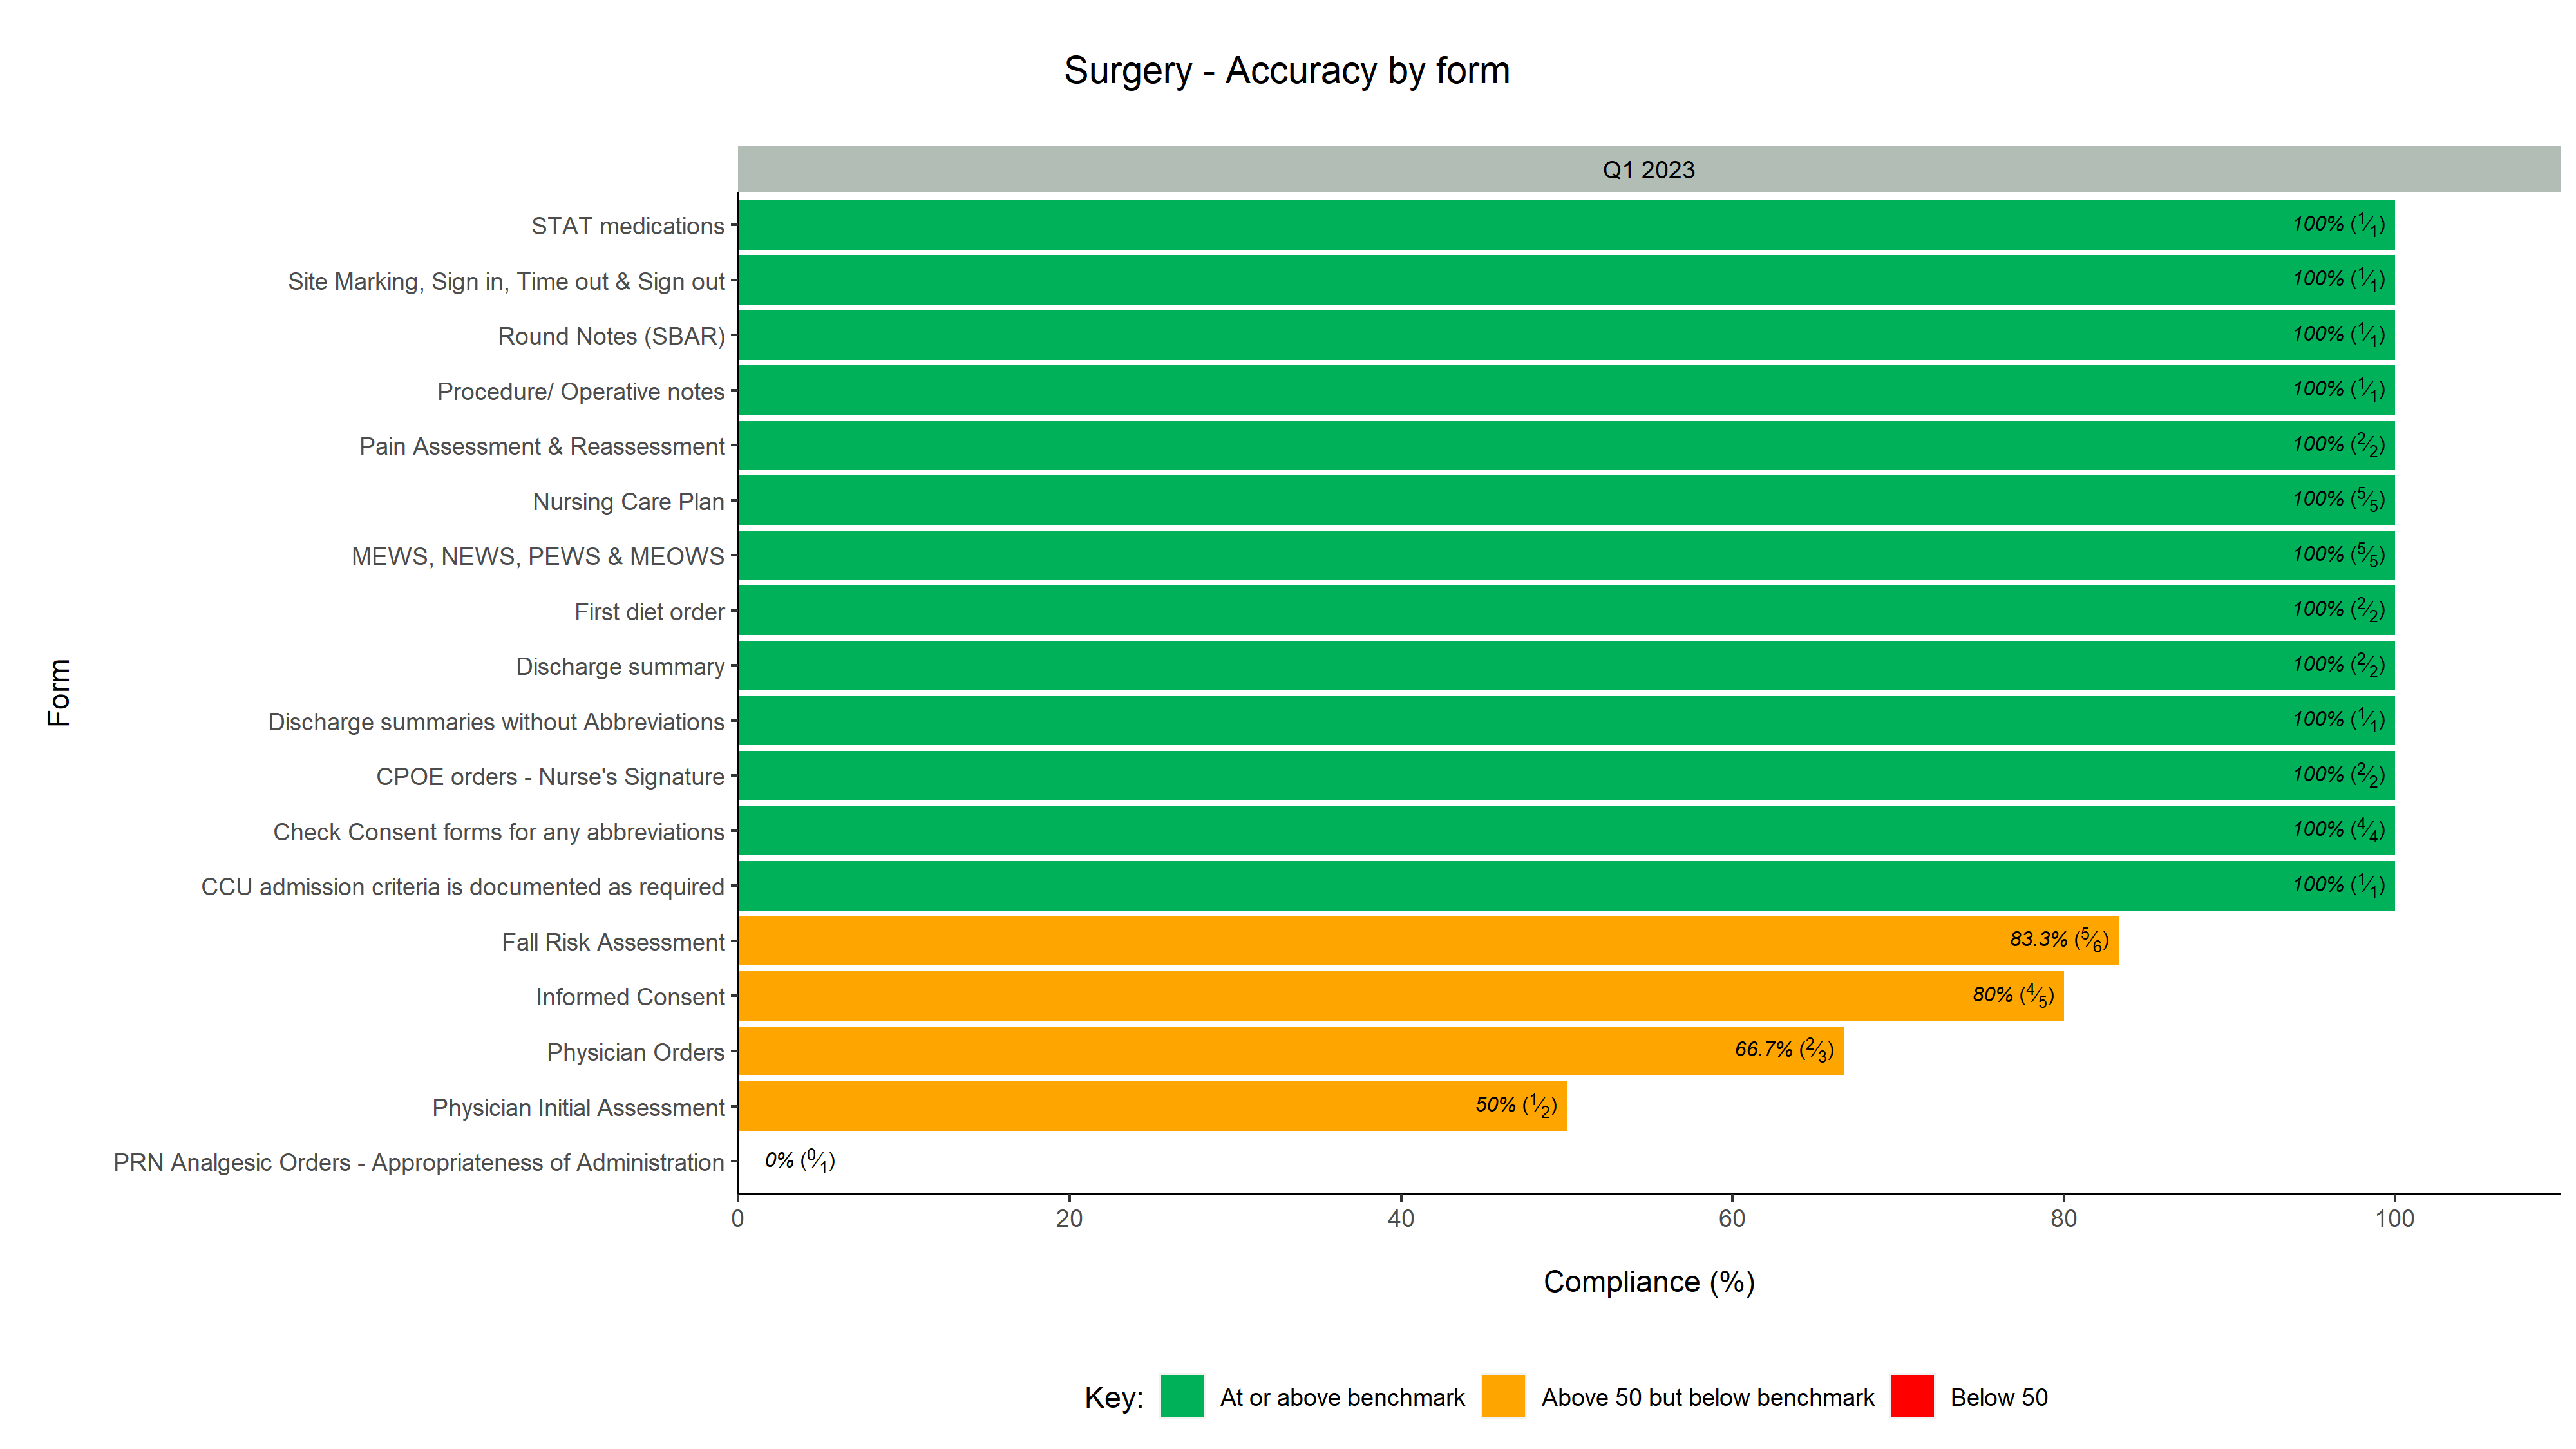 Surgery - Accuracy by form
Q1 2023
Form
STAT medications 100% (1⁄1)
Site Marking, Sign in, Time out & Sign out 100% (1⁄1)
Round Notes (SBAR) 100% (1⁄1)
Procedure/ Operative notes 100% (1⁄1)
Pain Assessment & Reassessment 100% (2⁄2)
Nursing Care Plan 100% (5⁄5)
MEWS, NEWS, PEWS & MEOWS 100% (5⁄5)
First diet order 100% (2⁄2)
Discharge summary 100% (2⁄2)
Discharge summaries without Abbreviations 100% (1⁄1)
CPOE orders - Nurse's Signature 100% (2⁄2)
Check Consent forms for any abbreviations 100% (4⁄4)
CCU admission criteria is documented as required 100% (1⁄1)
Fall Risk Assessment 83.3% (5⁄6)
Informed Consent 80% (4⁄5)
Physician Orders 66.7% (2⁄3)
Physician Initial Assessment 50% (1⁄2)
PRN Analgesic Orders - Appropriateness of Administration 0% (0⁄1)
0 20 40 60 80 100
Compliance (%)
Key: At or above benchmark Above 50 but below benchmark Below 50